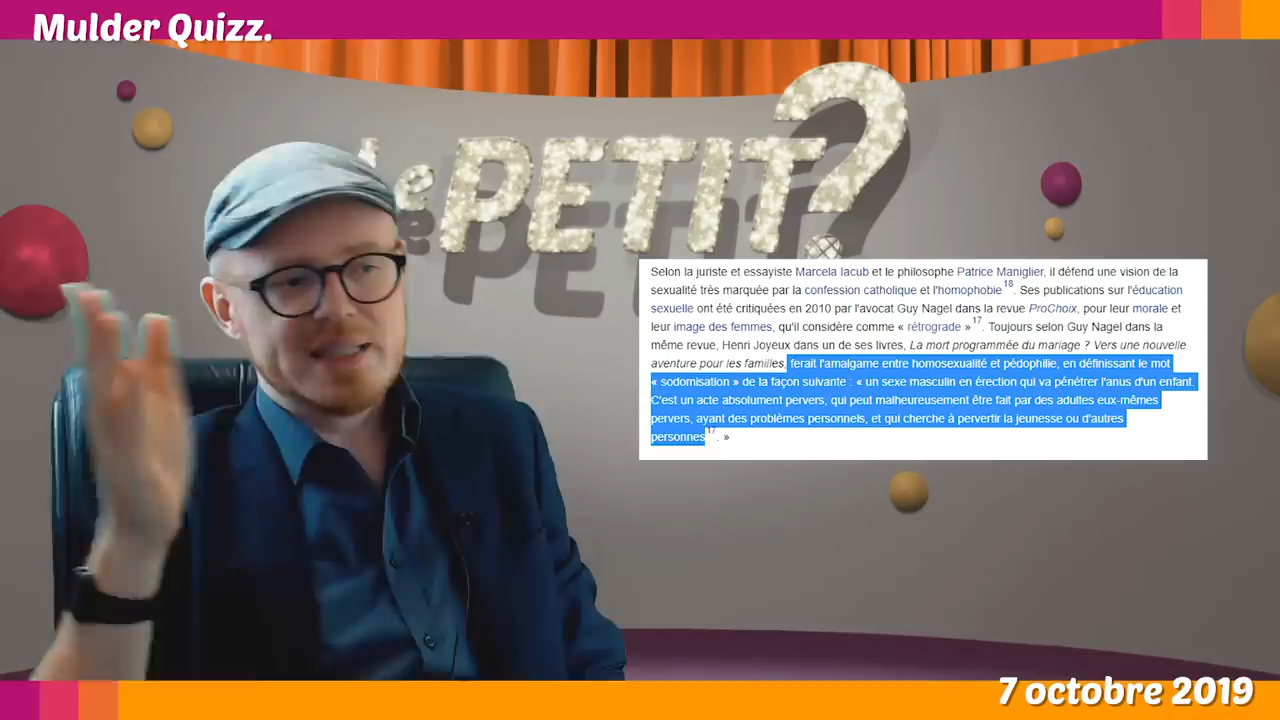 Mulder Quizz.
Le PETIT?
Selon la juriste et essayiste Marcela Iacub et le philosophe Patrice Maniglier, il défend une vision de la
sexualité très marquée par la confession catholique et l'homophobie 18. Ses publications sur l'éducation
sexuelle ont été critiquées en 2010 par l'avocat Guy Nagel dans la revue ProChoix, pour leur morale et
leur image des femmes, qu'il considère comme « rétrograde » 17. Toujours selon Guy Nagel dans la
même revue, Henri Joyeux dans un de ses livres, La mort programmée du mariage ? Vers une nouvelle
aventure pour les familles, ferait l'amalgame entre homosexualité et pédophilie, en définissant le mot
« sodomisation » de la façon suivante : « un sexe masculin en érection qui va pénétrer l'anus d'un enfant.
C'est un acte absolument pervers, qui peut malheureusement être fait par des adultes eux-mêmes
pervers, ayant des problèmes personnels, et qui cherche à pervertir la jeunesse ou d'autres
personnes 17. »
7 octobre 2019